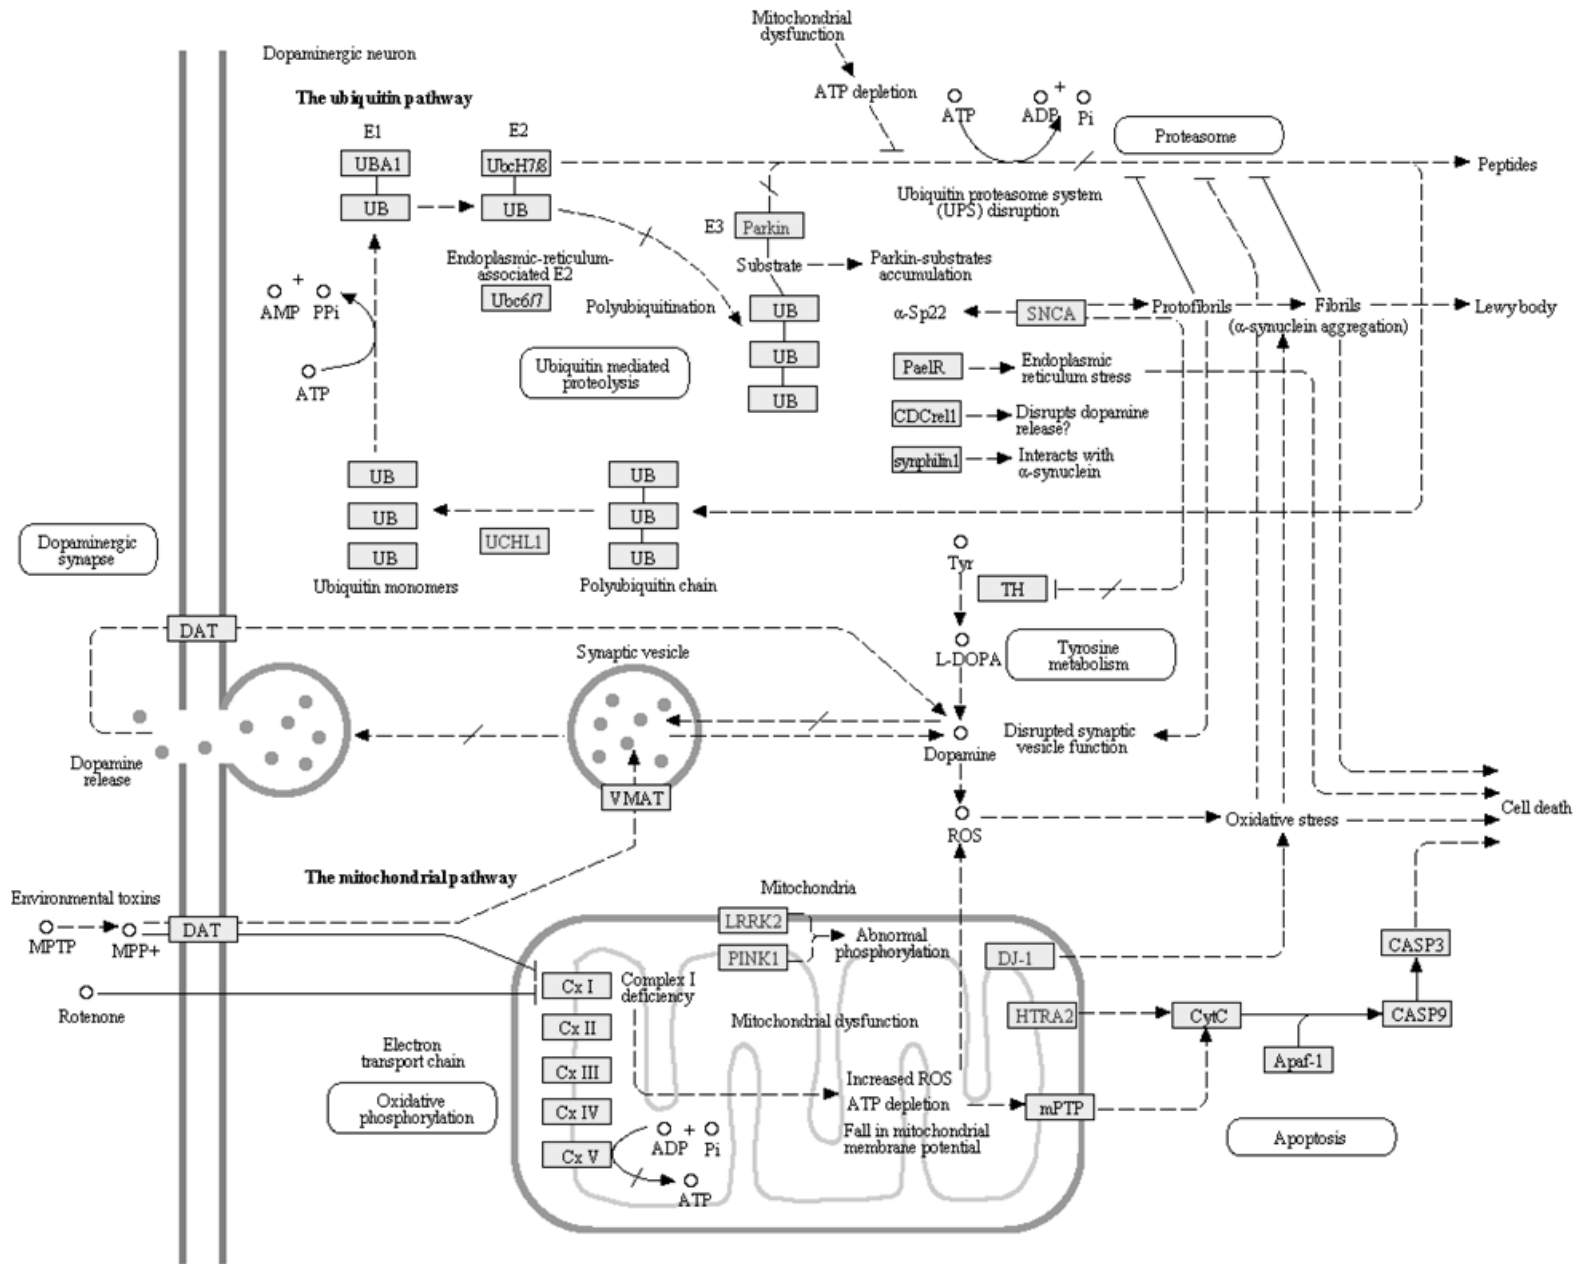 Mitochondrial
dysfunction
Dopaminergic neuron
ATP depletion
The ubiquitin pathway
ATP
ADP
+
Pi
E1
E2
Proteasome
UBA1
UbcH7/8
Peptides
UB
UB
Ubiquitin proteasome system
(UPS) disruption
E3
Parkin
Endoplasmic-reticulum-
associated E2
Ubc6/7
Substrate
Parkin-substrates
accumulation
+
AMP
PPi
Polyubiquitination
UB
α-Sp22
SNCA
Protofibrils
Fibrils
(α-synuclein aggregation)
Lewy body
Ubiquitin mediated
proteolysis
UB
PaelR
Endoplasmic
reticulum stress
ATP
UB
CDCrel1
Disrupts dopamine
release?
synphilin1
Interacts with
α-synuclein
UB
UB
UB
UB
UCHL1
UB
UB
Ubiquitin monomers
Polyubiquitin chain
Dopaminergic
synapse
Tyr
TH
DAT
Synaptic vesicle
L-DOPA
Tyrosine
metabolism
Dopamine
Disrupted synaptic
vesicle function
Dopamine
release
VMAT
ROS
Oxidative stress
Cell death
The mitochondrial pathway
Environmental toxins
MPTP
MPP+
DAT
Mitochondria
LRRK2
PINK1
Abnormal
phosphorylation
DJ-1
CASP3
Rotenone
Cx I
Complex I
deficiency
Cx II
Mitochondrial dysfunction
HTRA2
CytC
CASP9
Electron
transport chain
Cx III
Apaf-1
Increased ROS
Oxidative
phosphorylation
Cx IV
ATP depletion
mPTP
Fall in mitochondrial
membrane potential
Cx V
ADP
+
Pi
ATP
Apoptosis